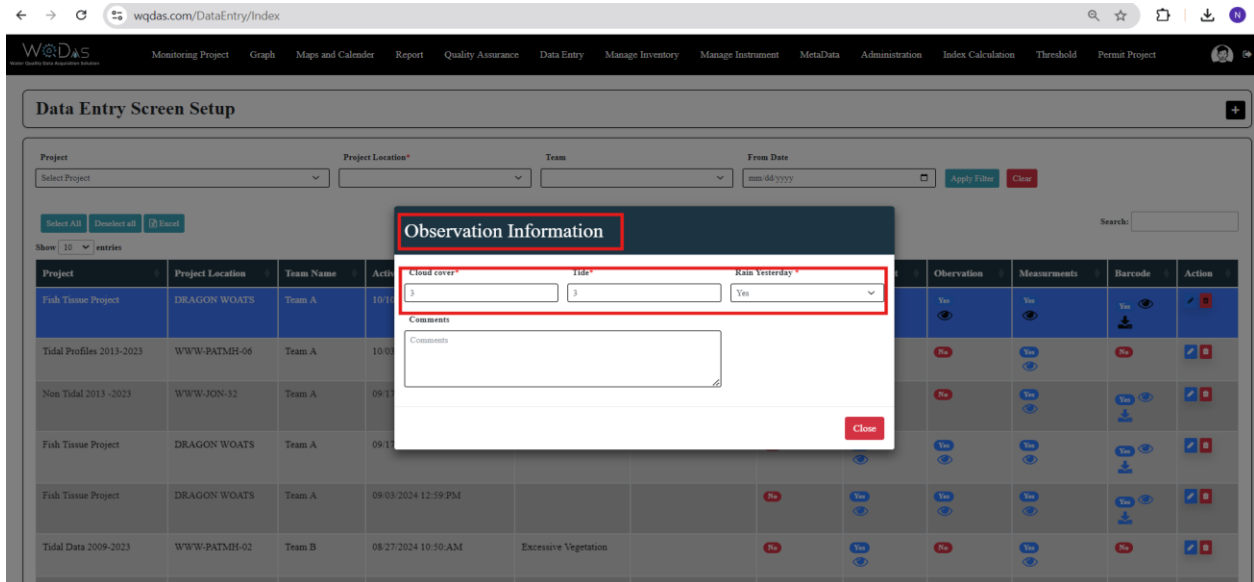 wqdas.com/DataEntry/Index
N
WQDAS
Water Quality Data Acquisition Solution
Monitoring Project Graph Maps and Calender Report Quality Assurance Data Entry Manage Inventory Manage Instrument MetaData Administration Index Calculation Threshold Permit Project
Data Entry Screen Setup
Project Project Location* Team From Date
Select Project mm/dd/yyyy Apply Filter Clear
Select All Deselect all Excel Search:
Show 10 entries
Observation Information
Project Project Location Team Name Obervation Measurments Barcode Action
Cloud cover* Tide* Rain Yesterday *
3 3 Yes
Comments
Comments
Close
Fish Tissue Project DRAGON WOATS Team A Yes Yes Yes
Tidal Profiles 2013-2023 WWW-PATMH-06 Team A No Yes No
Non Tidal 2013 -2023 WWW-JON-32 Team A No Yes Yes
Fish Tissue Project DRAGON WOATS Team A Yes Yes Yes
Fish Tissue Project DRAGON WOATS Team A 09/03/2024 12:59:PM No Yes Yes Yes Yes
Tidal Data 2009-2023 WWW-PATMH-02 Team B 08/27/2024 10:50:AM Excessive Vegetation No Yes No Yes No